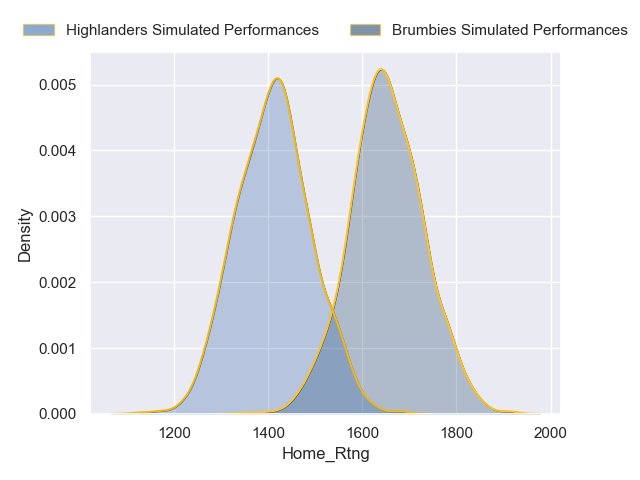 Highlanders Simulated Performances Brumbies Simulated Performances
0.005
0.004
0.003
0.002
0.001
0.000
Density
1200 1400 1600 1800 2000
Home_Rtng